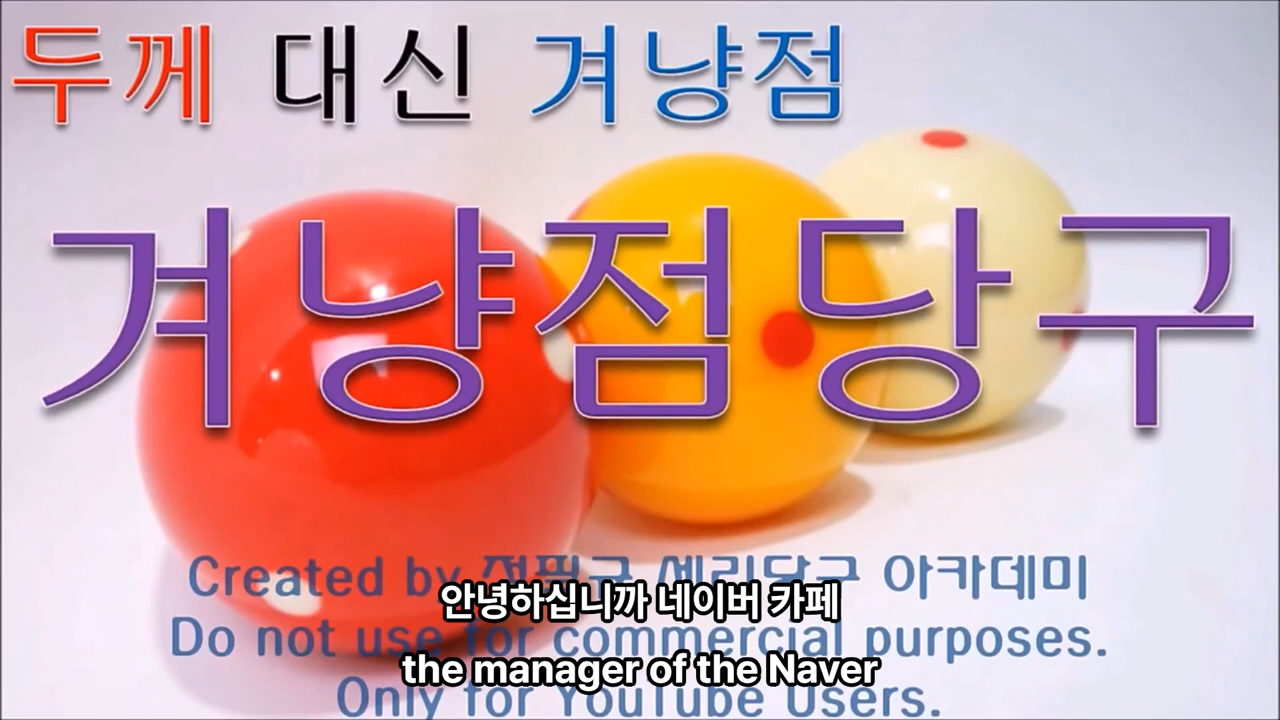 두께 대신 겨냥점
겨냥점당구
Created by 아카데미
안녕하십니까 네이버 카페
Do not use for commercial purposes.
the manager of the Naver
Only for YouTube Users.